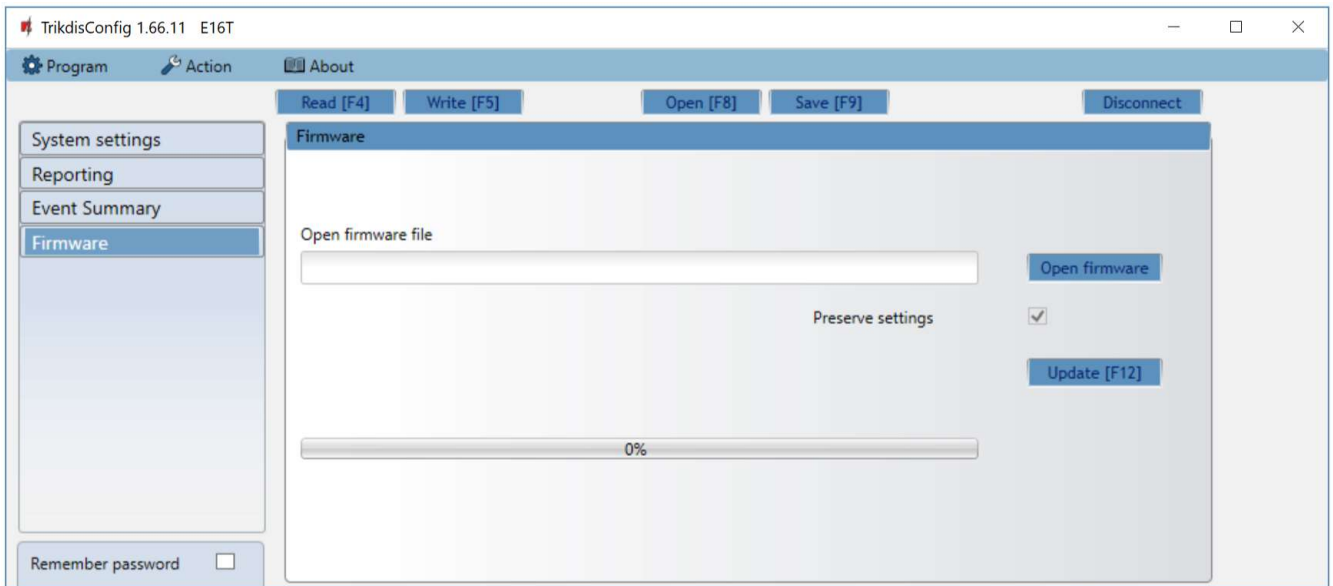 TrikdisConfig 1.66.11 E16T
Program Action About
Read [F4] Write [F5] Open [F8] Save [F9] Disconnect
System settings
Reporting
Event Summary
Firmware
Remember password
Firmware
Open firmware file
Open firmware
Preserve settings
Update [F12]
0%